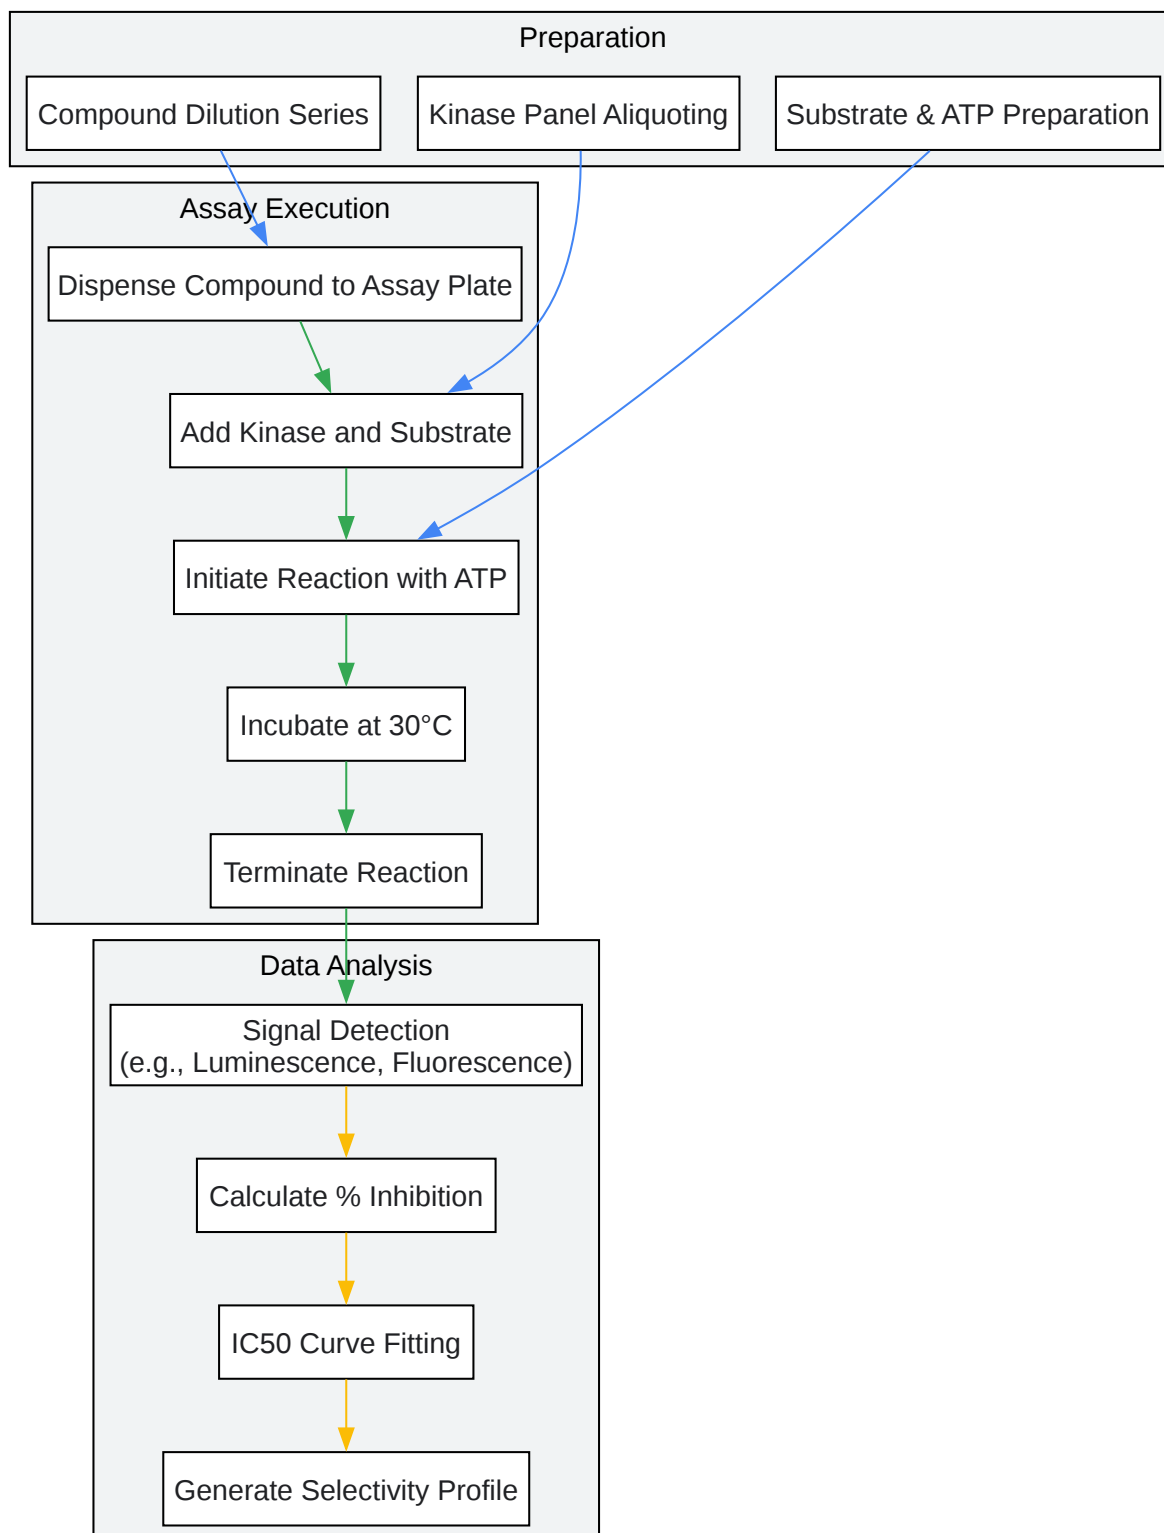 Preparation
Compound Dilution Series
Kinase Panel Aliquoting
Substrate & ATP Preparation
Assay Execution
Dispense Compound to Assay Plate
Add Kinase and Substrate
Initiate Reaction with ATP
Incubate at 30°C
Terminate Reaction
Data Analysis
Signal Detection
(e.g., Luminescence, Fluorescence)
Calculate % Inhibition
IC50 Curve Fitting
Generate Selectivity Profile